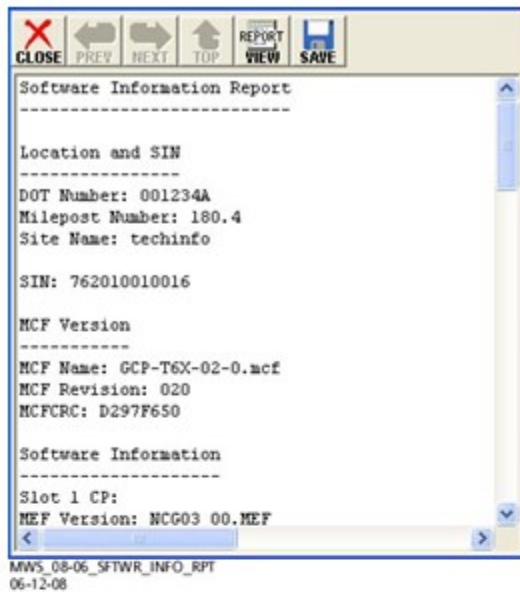 CLOSE PREV NEXT TOP REPORT VIEW SAVE
Software Information Report
---------------------------
Location and SIN
----------------
DOT Number: 001234A
Milepost Number: 180.4
Site Name: techinfo
SIN: 762010010016
MCF Version
-----------
MCF Name: GCP-T6X-02-0.mcf
MCF Revision: 020
MCFCRC: D297F650
Software Information
--------------------
Slot 1 CP:
MEF Version: NCG03_00.MEF
MWS_08-06_SFTWR_INFO_RPT
06-12-08